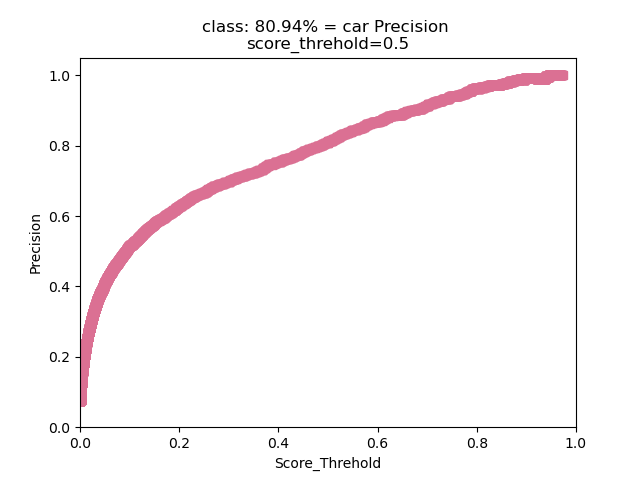 class: 80.94% = car Precision
score_threhold=0.5
1.0
0.8
0.6
0.4
0.2
0.0
Precision
0.0 0.2 0.4 0.6 0.8 1.0
Score_Threhold